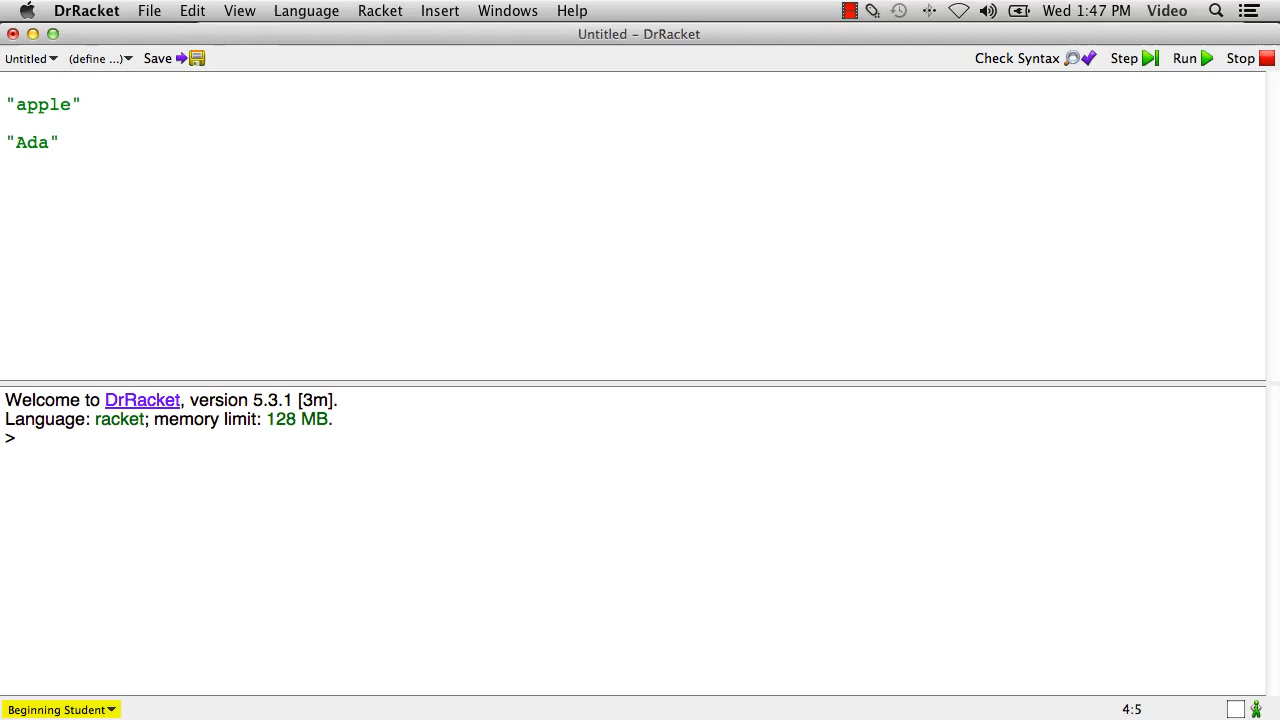 DrRacket File Edit View Language Racket Insert Windows Help Wed 1:47 PM Video
Untitled – DrRacket
Untitled (define ...) Save Check Syntax Step Run Stop
"apple"
"Ada"
Welcome to DrRacket, version 5.3.1 [3m].
Language: racket; memory limit: 128 MB.
>
Beginning Student 4:5